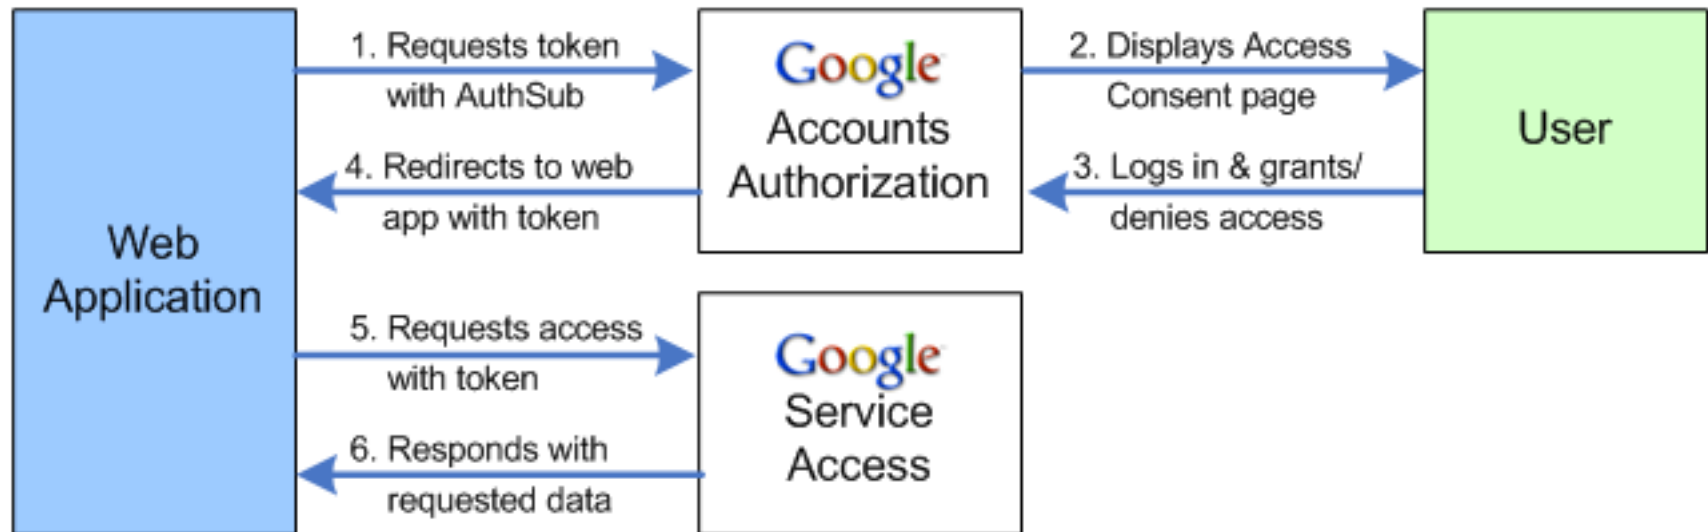 1. Requests token
with AuthSub
Google
Accounts
Authorization
2. Displays Access
Consent page
User
4. Redirects to web
app with token
3. Logs in & grants/
denies access
Web
Application
5. Requests access
with token
Google
Service
Access
6. Responds with
requested data